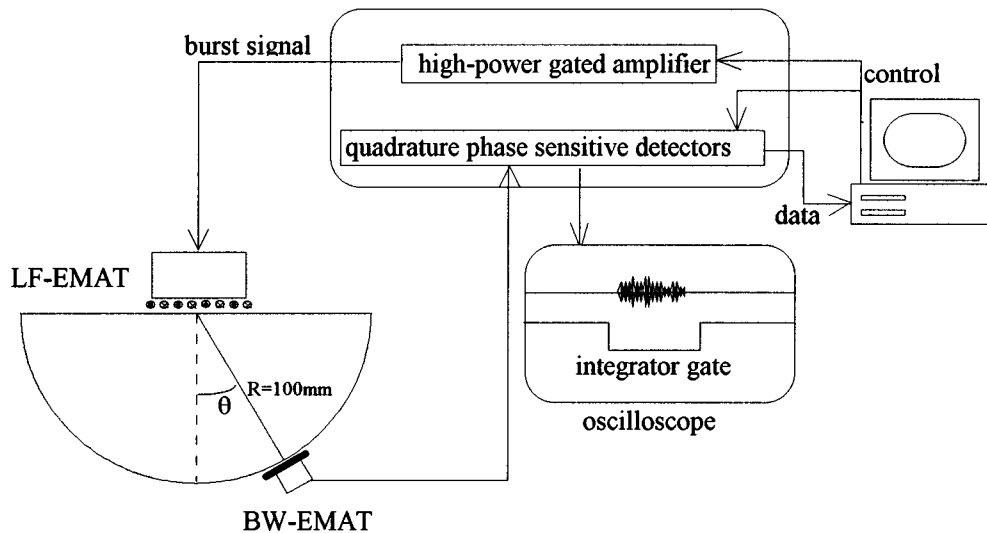 burst signal
high-power gated amplifier
control
quadrature phase sensitive detectors
data
LF-EMAT
integrator gate
R=100mm
θ
oscilloscope
BW-EMAT